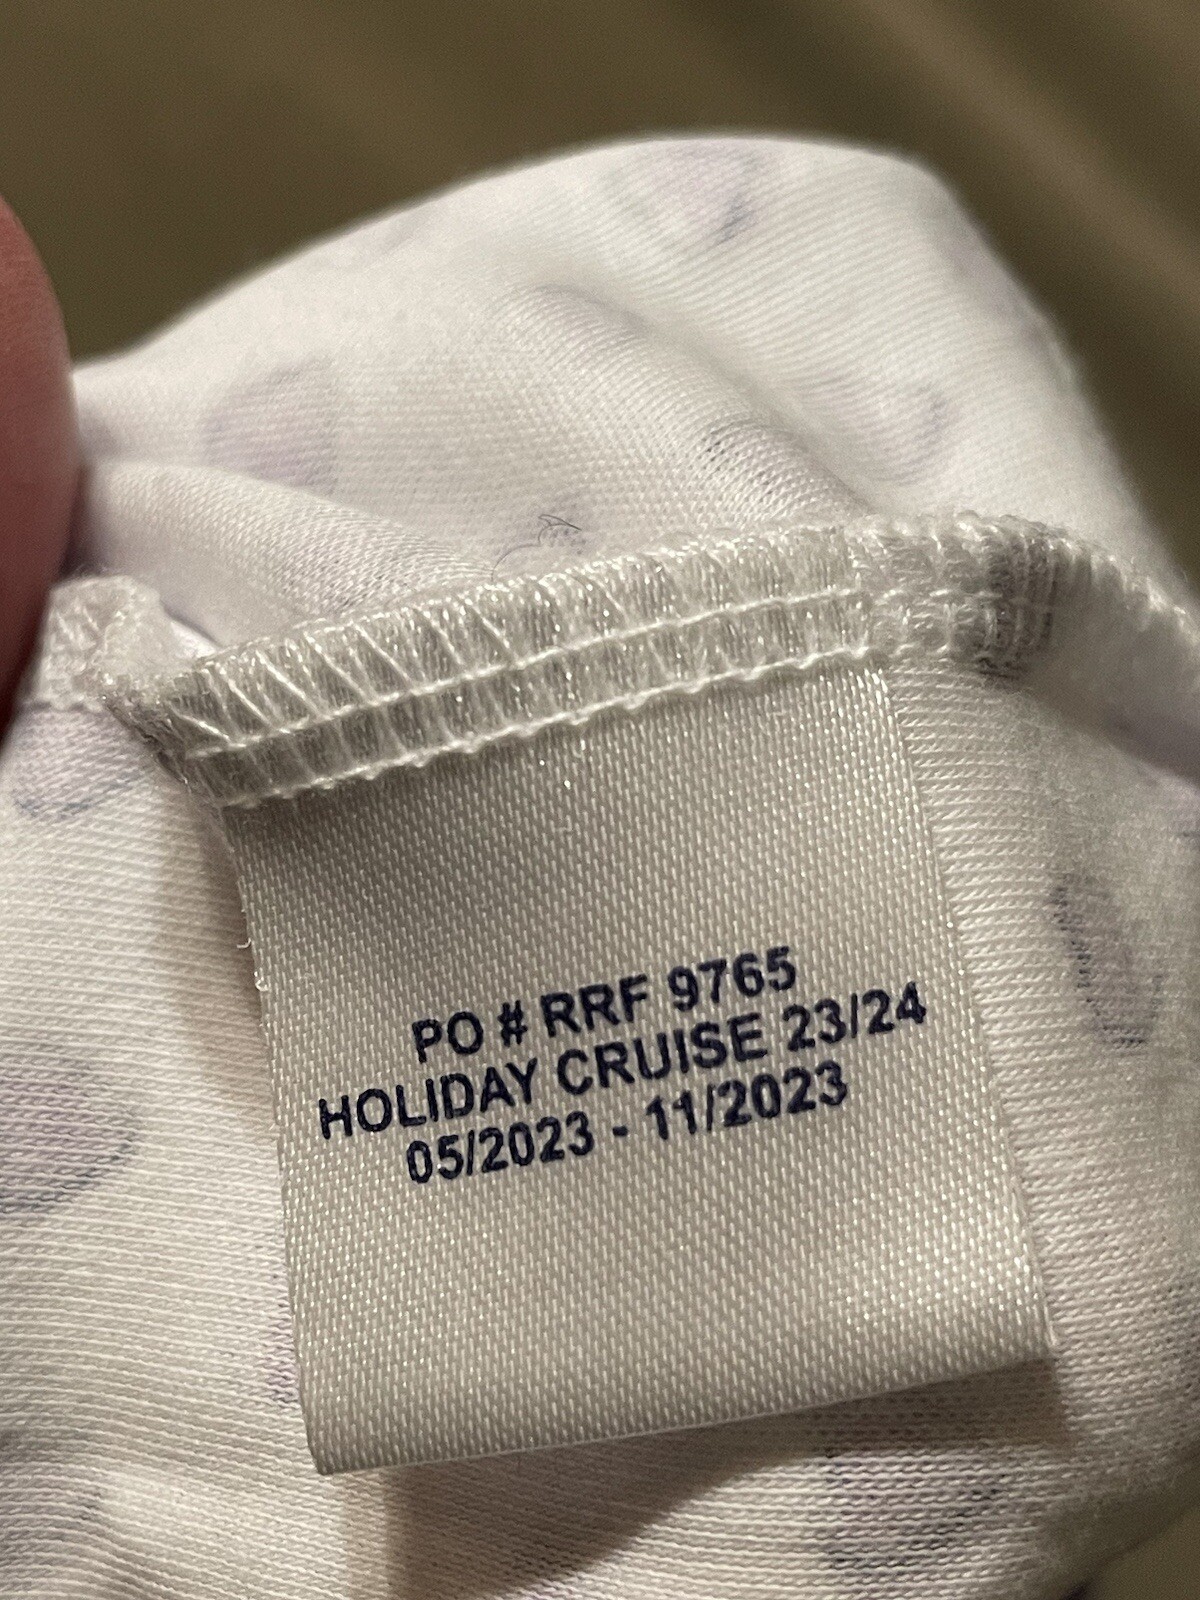 PO # RRF 9765
HOLIDAY CRUISE 23/24
05/2023 - 11/2023